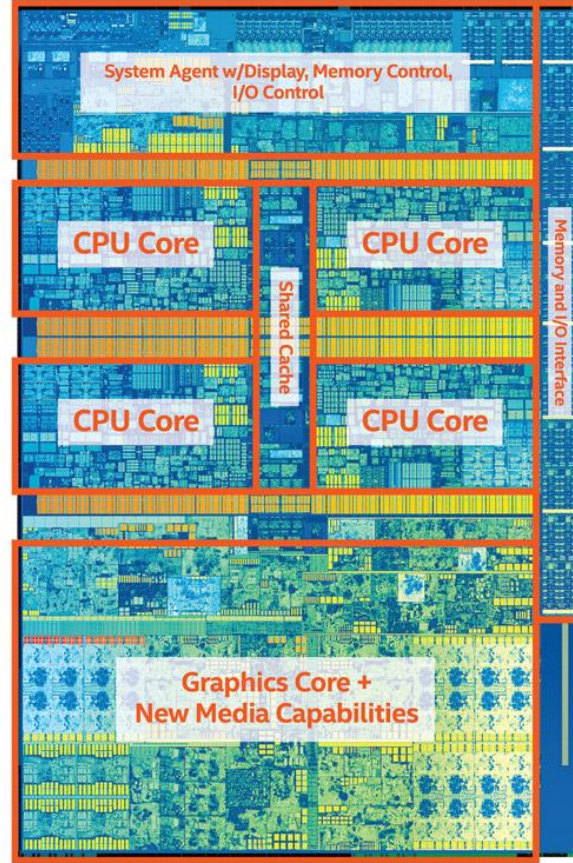 System Agent w/Display, Memory Control,
I/O Control
CPU Core
CPU Core
Shared Cache
Memory and I/O Interface
CPU Core
CPU Core
Graphics Core +
New Media Capabilities